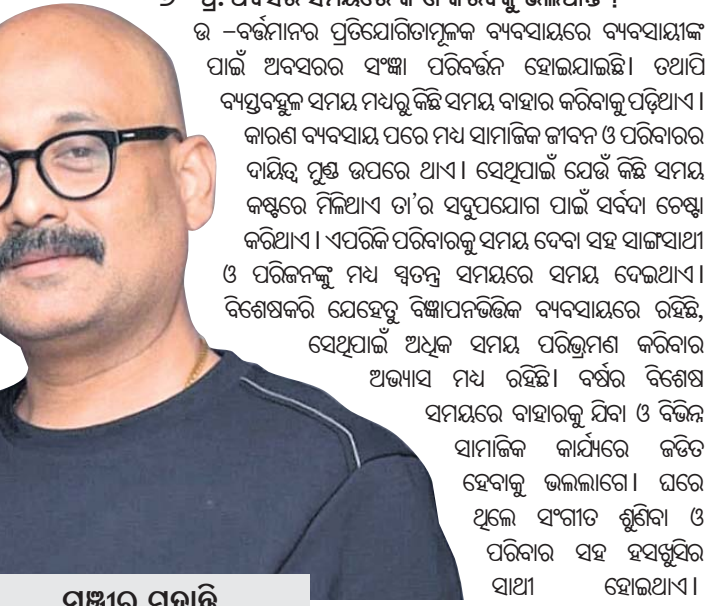 ପ୍ର: ଅବସର ସମୟରେ
ଉ –ବର୍ତ୍ତମାନର ପ୍ରତିଯୋଗିତାମୂଳକ ବ୍ୟବସାୟରେ ବ୍ୟବସାୟୀଙ୍କ
ପାଇଁ ଅବସରର ସଂଜ୍ଞା ପରିବର୍ତ୍ତନ ହୋଇଯାଇଛି। ତଥାପି
ବ୍ୟସ୍ତବହୁଳ ସମୟ ମଧ୍ୟରୁ କିଛି ସମୟ ବାହାର କରିବାକୁ ପଡ଼ିଥାଏ।
କାରଣ ବ୍ୟବସାୟ ପରେ ମଧ୍ୟ ସାମାଜିକ ଜୀବନ ଓ ପରିବାରର
ଦାୟିତ୍ୱ ମୁଣ୍ଡ ଉପରେ ଥାଏ। ସେଥିପାଇଁ ଯେଉଁ କିଛି ସମୟ
କଷ୍ଟରେ ମିଳିଥାଏ ତା’ର ସଦୁପଯୋଗ ପାଇଁ ସର୍ବଦା ଚେଷ୍ଟା
କରିଥାଏ। ଏପରିକି ପରିବାରକୁ ସମୟ ଦେବା ସହ ସାଙ୍ଗସାଥୀ
ଓ ପରିଜନଙ୍କୁ ମଧ୍ୟ ସ୍ୱତନ୍ତ୍ର ସମୟରେ ସମୟ ଦେଇଥାଏ।
ବିଶେଷକରି ଯେହେତୁ ବିଜ୍ଞାପନଭିତ୍ତିକ ବ୍ୟବସାୟରେ ରହିଛି,
ସେଥିପାଇଁ ଅଧିକ ସମୟ ପରିଭ୍ରମଣ କରିବାର
ଅଭ୍ୟାସ ମଧ୍ୟ ରହିଛି। ବର୍ଷର ବିଶେଷ
ସମୟରେ ବାହାରକୁ ଯିବା ଓ ବିଭିନ୍ନ
ସାମାଜିକ କାର୍ଯ୍ୟରେ ଜଡିତ
ହେବାକୁ ଭଲଲାଗେ। ଘରେ
ଥିଲେ ସଂଗୀତ ଶୁଣିବା ଓ
ପରିବାର ସହ ହସଖୁସିର
ସାଥୀ ହୋଇଥାଏ।